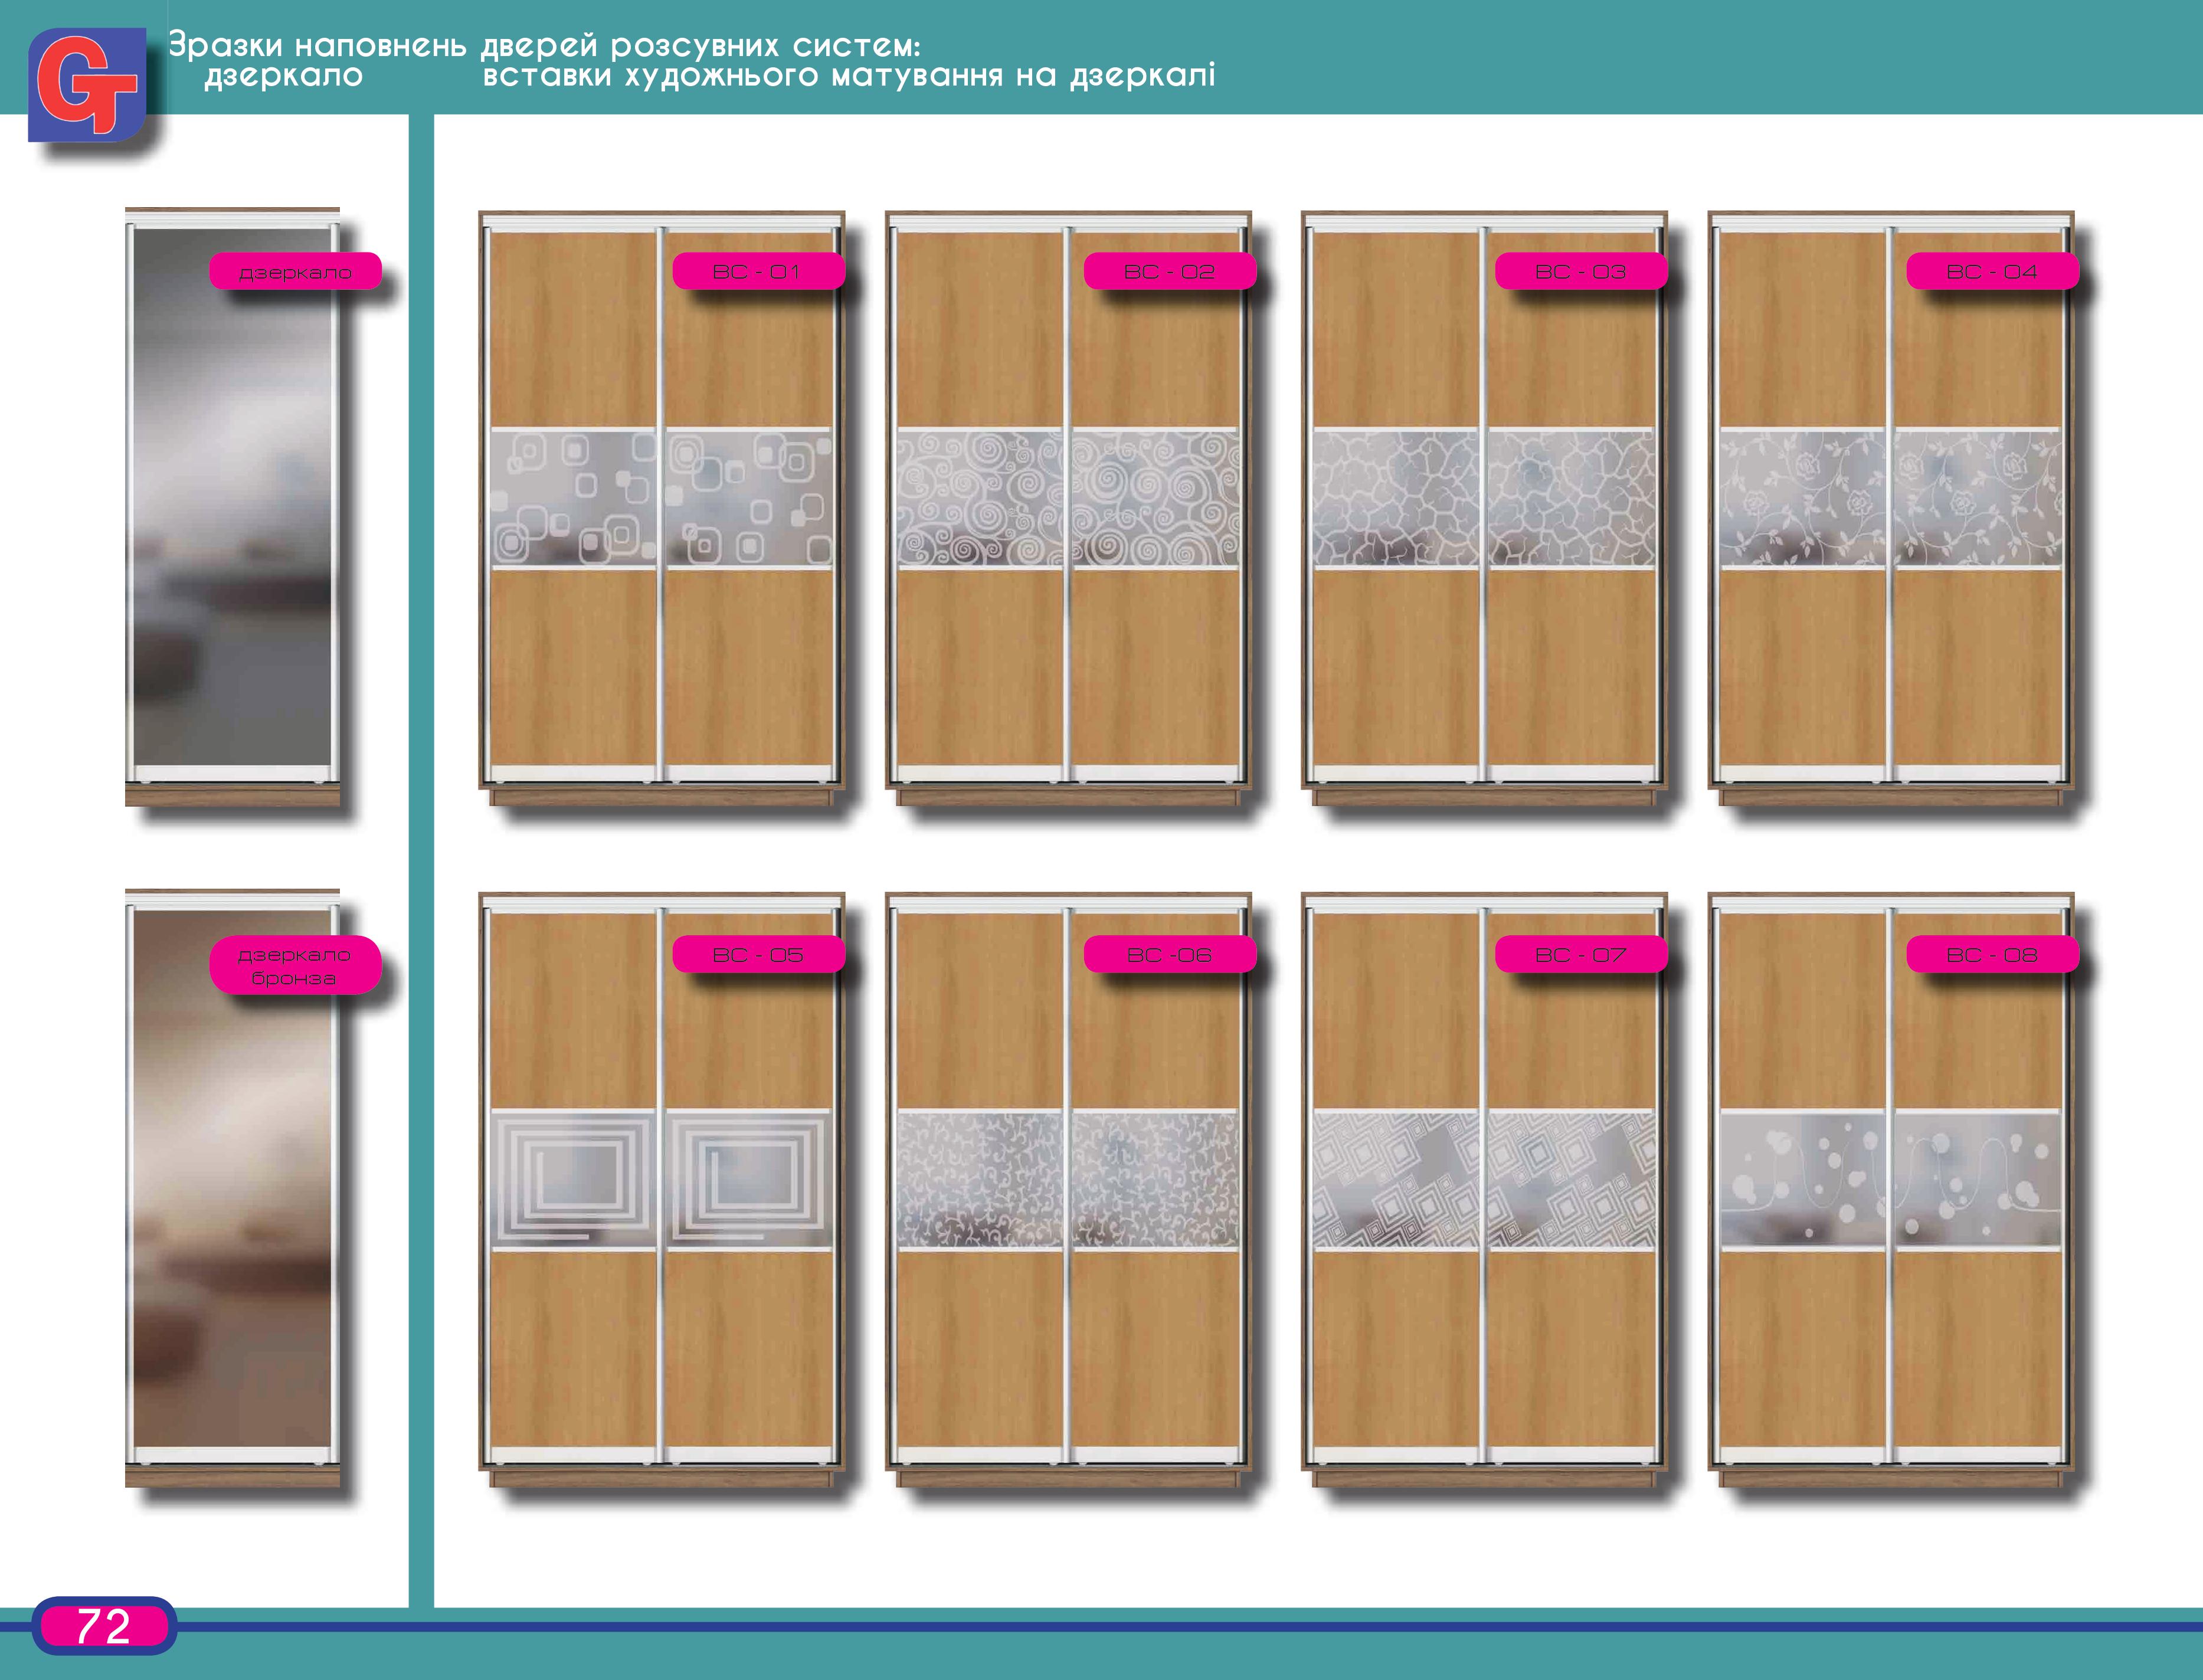 GT
Зразки наповнень дверей розсувних систем:
дзеркало вставки художнього матування на дзеркалі
дзеркало
ВС - 01
ВС - 02
ВС - 03
ВС - 04
дзеркало
бронза
ВС - 05
ВС -06
ВС - 07
ВС - 08
72